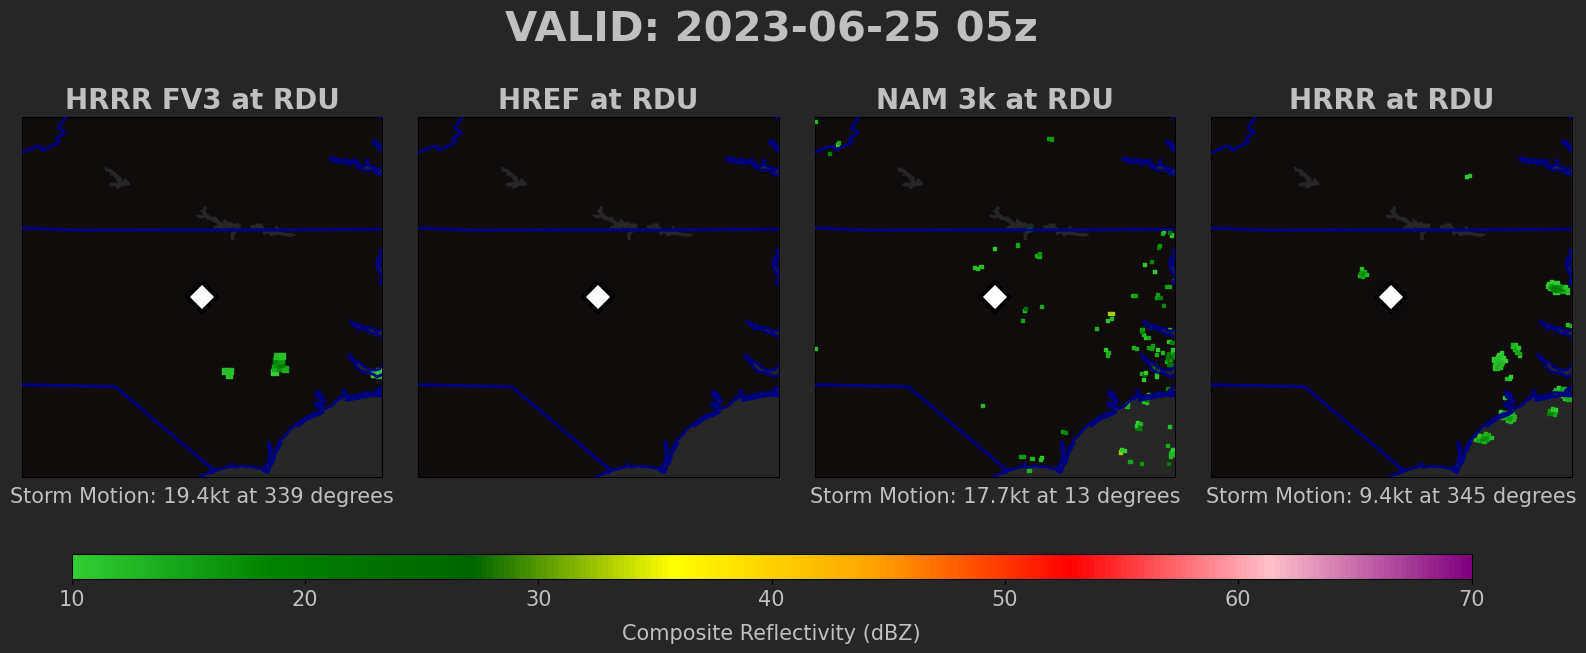 VALID: 2023-06-25 05z
HRRR FV3 at RDU
HREF at RDU
NAM 3k at RDU
HRRR at RDU
Storm Motion: 19.4kt at 339 degrees
Storm Motion: 17.7kt at 13 degrees
Storm Motion: 9.4kt at 345 degrees
10 20 30 40 50 60 70
Composite Reflectivity (dBZ)